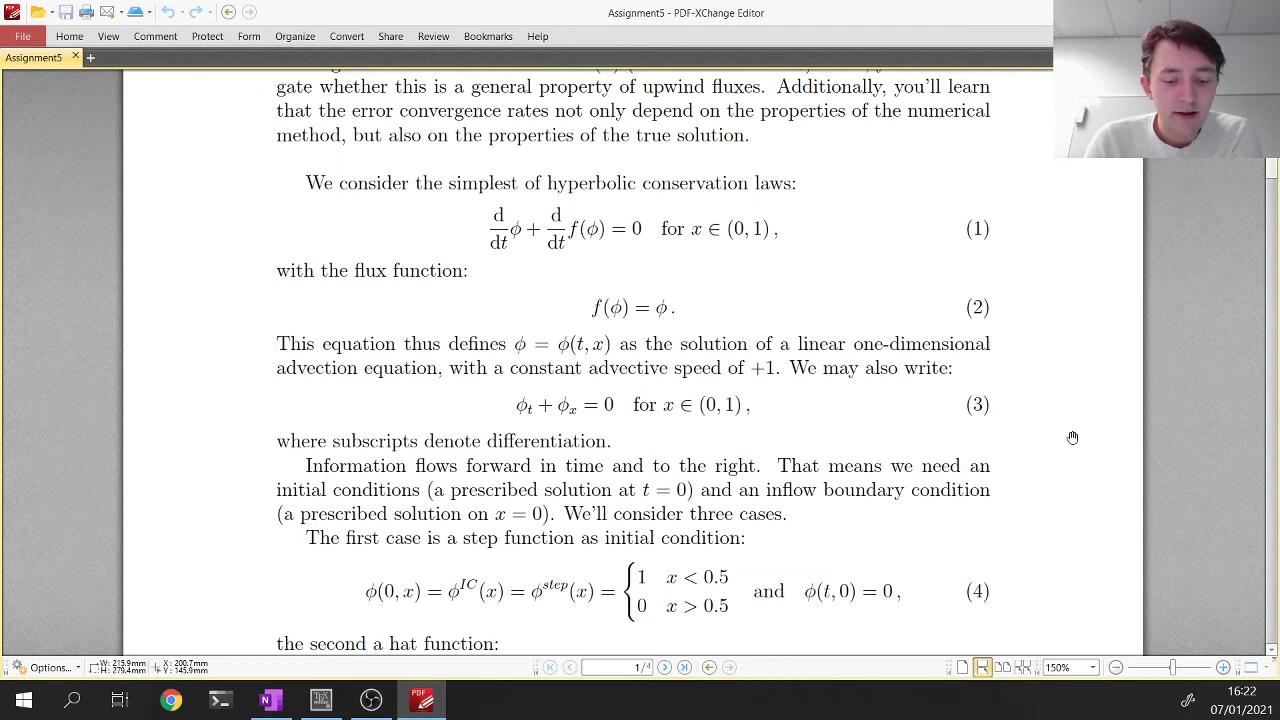 Assignment5 - PDF-XChange Editor
File Home View Comment Protect Form Organize Convert Share Review Bookmarks Help
Assignment5
gate whether this is a general property of upwind fluxes. Additionally, you'll learn
that the error convergence rates not only depend on the properties of the numerical
method, but also on the properties of the true solution.
We consider the simplest of hyperbolic conservation laws:
d/dt ϕ + d/dt f(ϕ) = 0 for x ∈ (0, 1) , (1)
with the flux function:
f(ϕ) = ϕ . (2)
This equation thus defines ϕ = ϕ(t, x) as the solution of a linear one-dimensional
advection equation, with a constant advective speed of +1. We may also write:
ϕ_t + ϕ_x = 0 for x ∈ (0, 1) , (3)
where subscripts denote differentiation.
Information flows forward in time and to the right. That means we need an
initial conditions (a prescribed solution at t = 0) and an inflow boundary condition
(a prescribed solution on x = 0). We'll consider three cases.
The first case is a step function as initial condition:
ϕ(0, x) = ϕ^IC(x) = ϕ^step(x) = { 1 x < 0.5
0 x > 0.5 and ϕ(t, 0) = 0 , (4)
the second a hat function:
Options... W: 215.9mm H: 279.4mm X: 200.7mm Y: 145.9mm 1/4 150%
PDF
16:22
07/01/2021